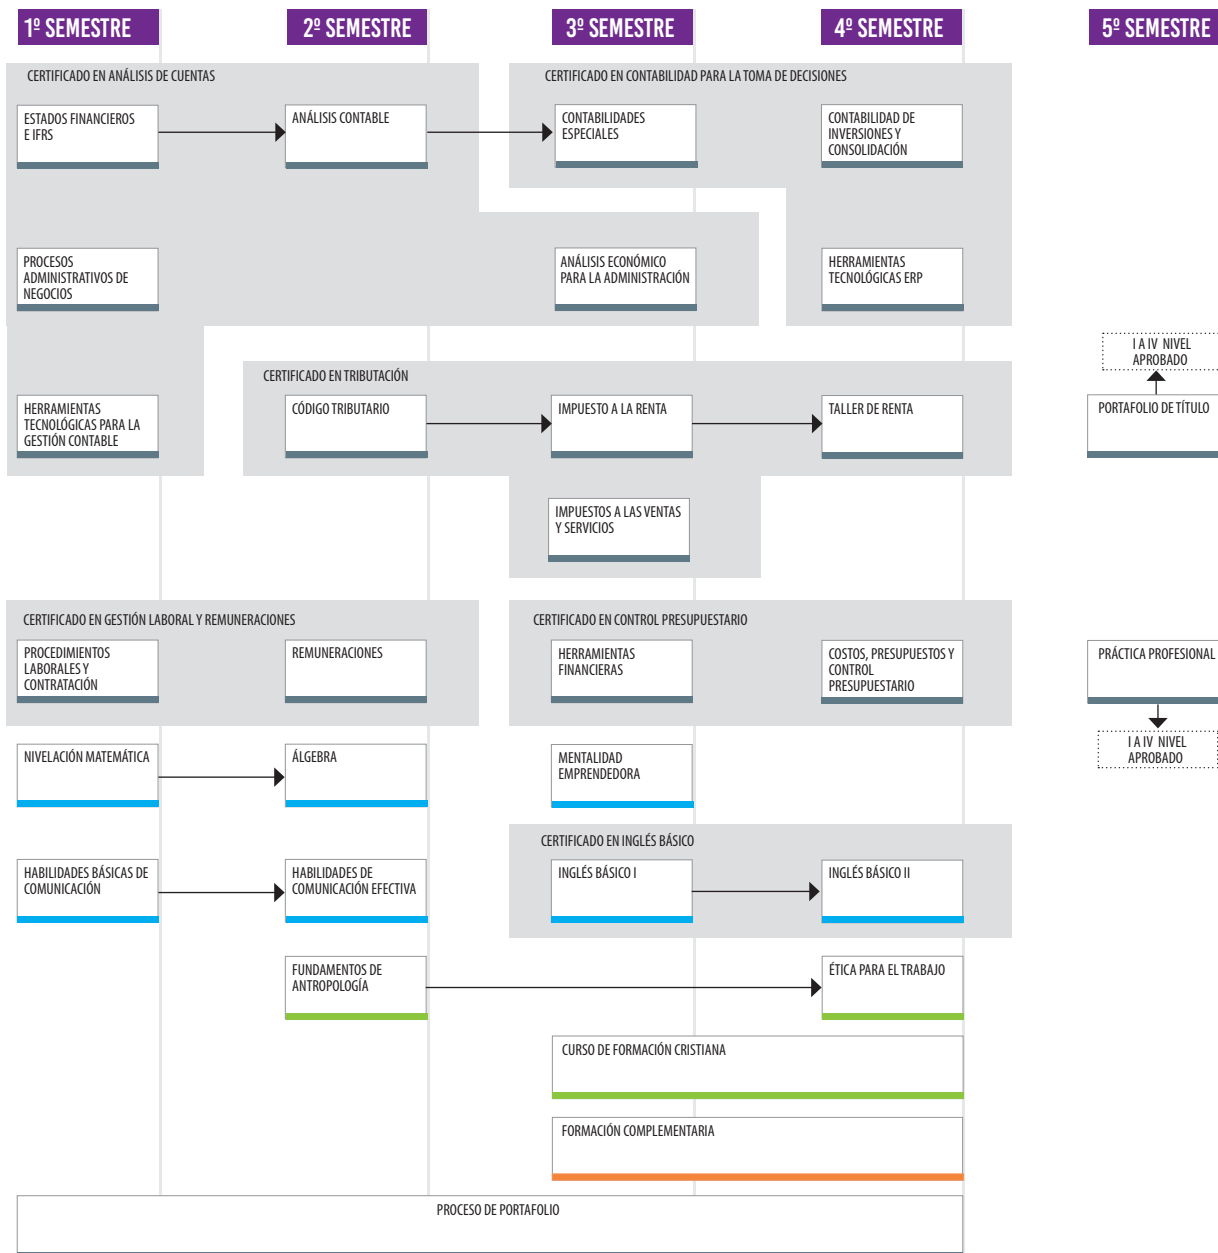 1º SEMESTRE
2º SEMESTRE
3º SEMESTRE
4º SEMESTRE
5º SEMESTRE
CERTIFICADO EN ANÁLISIS DE CUENTAS
CERTIFICADO EN CONTABILIDAD PARA LA TOMA DE DECISIONES
ESTADOS FINANCIEROS
E IFRS
ANÁLISIS CONTABLE
CONTABILIDADES
ESPECIALES
CONTABILIDAD DE
INVERSIONES Y
CONSOLIDACIÓN
PROCESOS
ADMINISTRATIVOS DE
NEGOCIOS
ANÁLISIS ECONÓMICO
PARA LA ADMINISTRACIÓN
HERRAMIENTAS
TECNOLÓGICAS ERP
I A IV NIVEL
APROBADO
CERTIFICADO EN TRIBUTACIÓN
HERRAMIENTAS
TECNOLÓGICAS PARA LA
GESTIÓN CONTABLE
CÓDIGO TRIBUTARIO
IMPUESTO A LA RENTA
TALLER DE RENTA
PORTAFOLIO DE TÍTULO
IMPUESTOS A LAS VENTAS
Y SERVICIOS
CERTIFICADO EN GESTIÓN LABORAL Y REMUNERACIONES
CERTIFICADO EN CONTROL PRESUPUESTARIO
PROCEDIMIENTOS
LABORALES Y
CONTRATACIÓN
REMUNERACIONES
HERRAMIENTAS
FINANCIERAS
COSTOS, PRESUPUESTOS Y
CONTROL
PRESUPUESTARIO
PRÁCTICA PROFESIONAL
I A IV NIVEL
APROBADO
NIVELACIÓN MATEMÁTICA
ÁLGEBRA
MENTALIDAD
EMPRENDEDORA
CERTIFICADO EN INGLÉS BÁSICO
HABILIDADES BÁSICAS DE
COMUNICACIÓN
HABILIDADES DE
COMUNICACIÓN EFECTIVA
INGLÉS BÁSICO I
INGLÉS BÁSICO II
FUNDAMENTOS DE
ANTROPOLOGÍA
ÉTICA PARA EL TRABAJO
CURSO DE FORMACIÓN CRISTIANA
FORMACIÓN COMPLEMENTARIA
PROCESO DE PORTAFOLIO